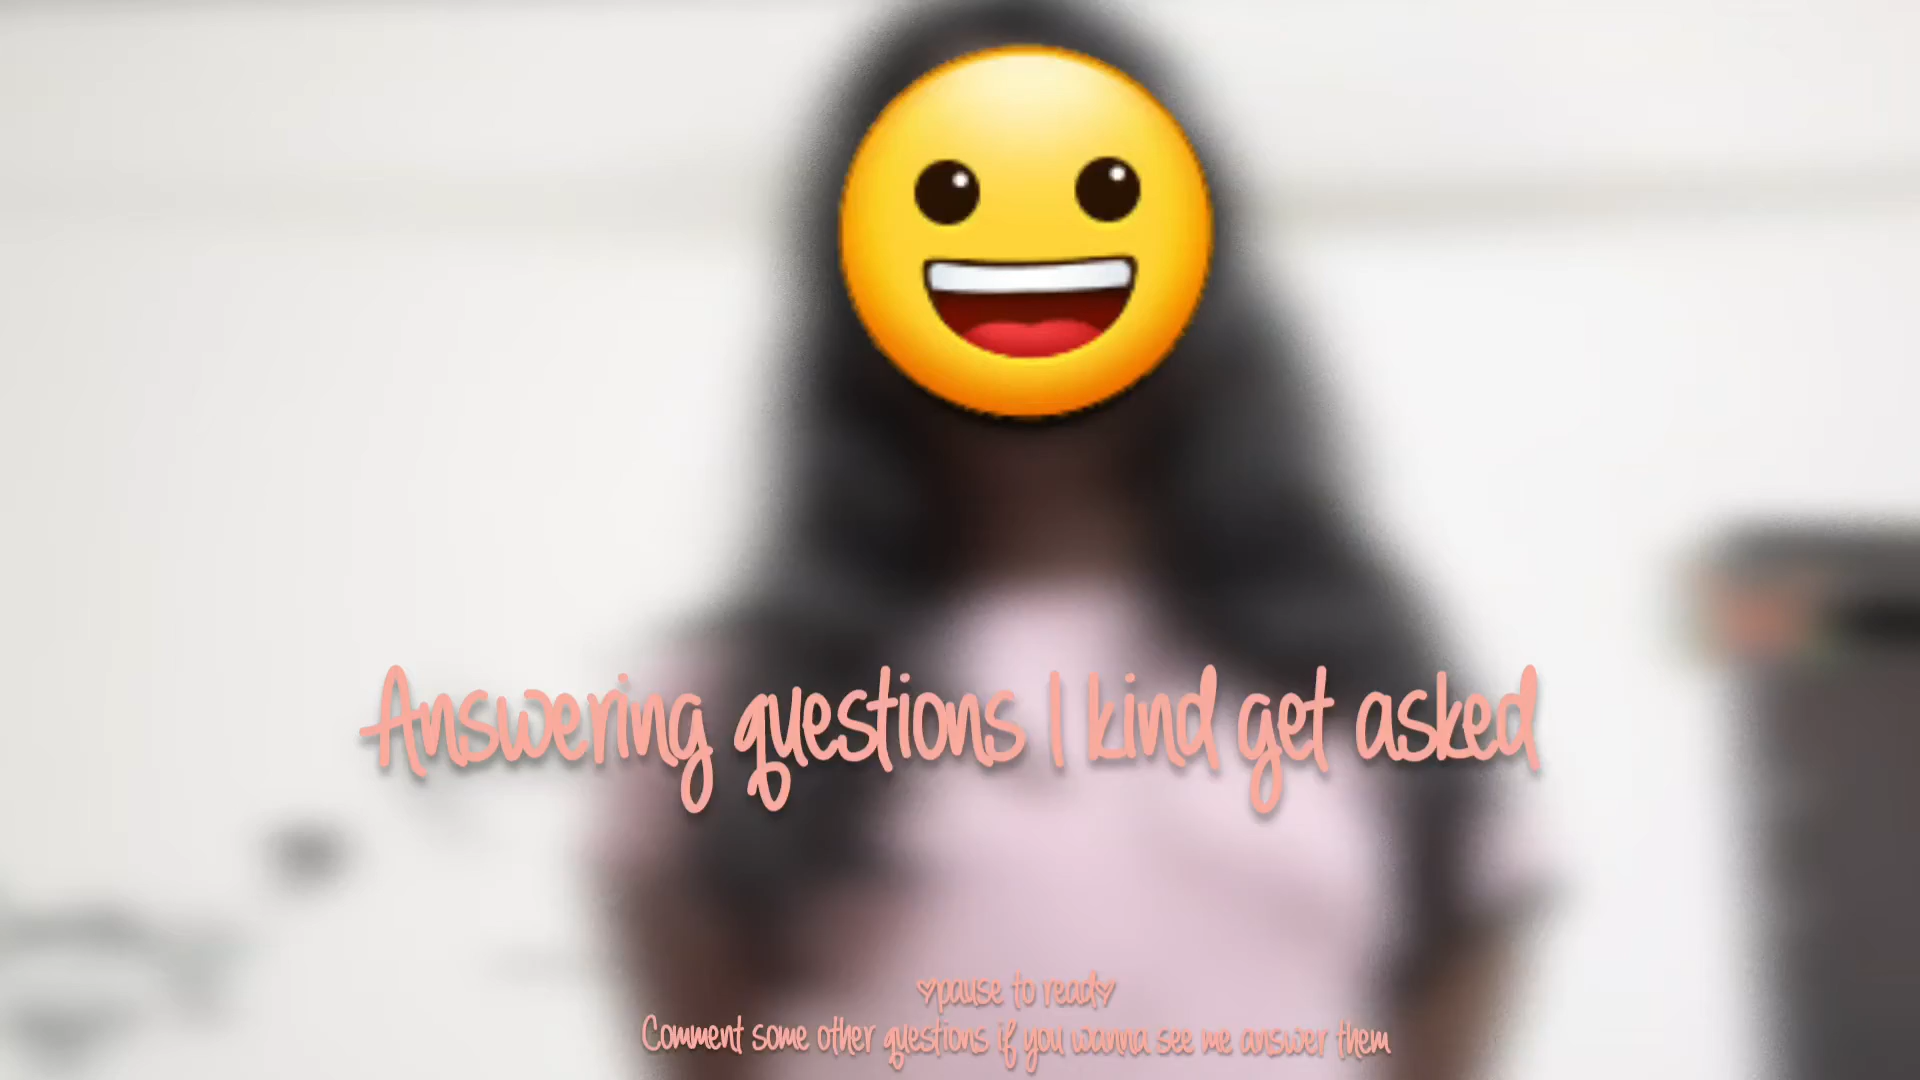 Answering questions I kind get asked
♡pause to read♡
Comment some other questions if you wanna see me answer them